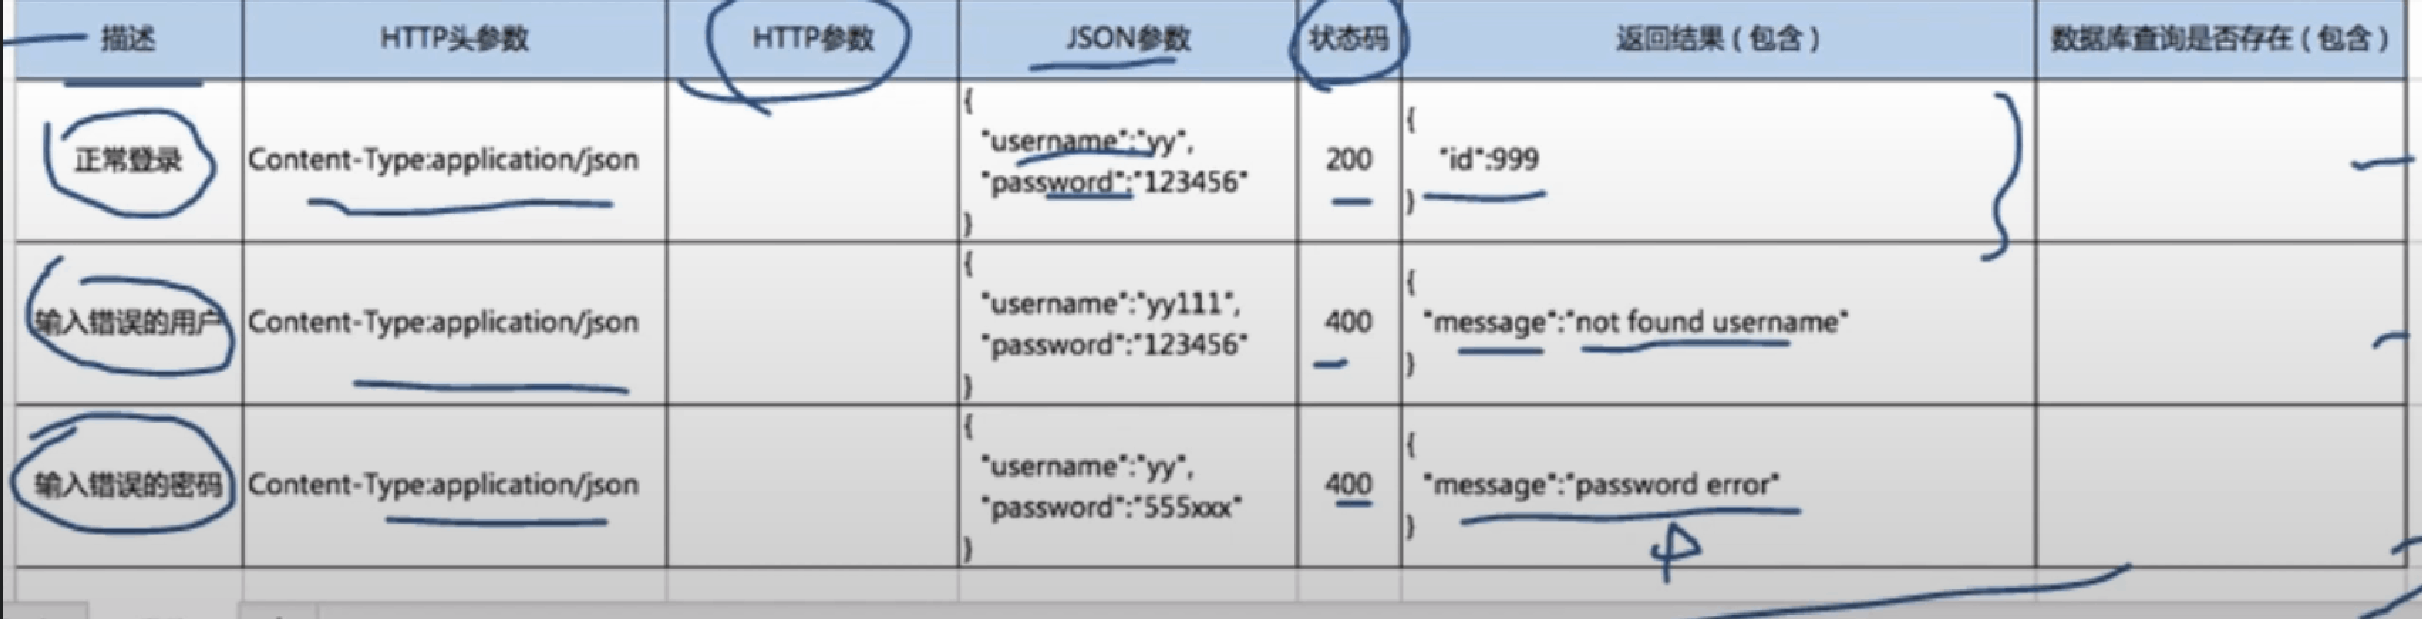 描述
HTTP头参数
HTTP参数
JSON参数
状态码
返回结果(包含)
数据库查询是否存在(包含)
正常登录
Content-Type:application/json
{
"username":"yy",
"password":"123456"
}
200
{
"id":999
}
输入错误的用户
Content-Type:application/json
{
"username":"yy111",
"password":"123456"
}
400
{
"message":"not found username"
}
输入错误的密码
Content-Type:application/json
{
"username":"yy",
"password":"555xxx"
}
400
{
"message":"password error"
}